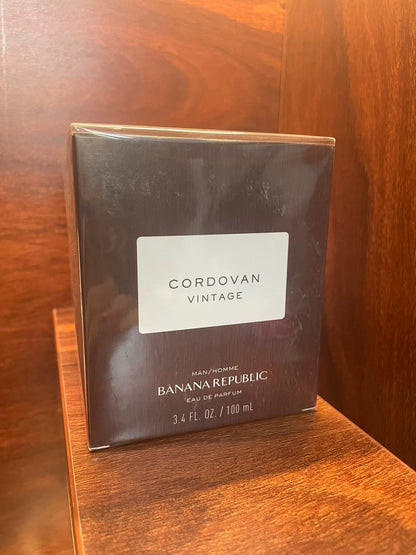 CORDOVAN
VINTAGE
MAN/HOMME
BANANA REPUBLIC
EAU DE PARFUM
3.4 FL. OZ. / 100 mL